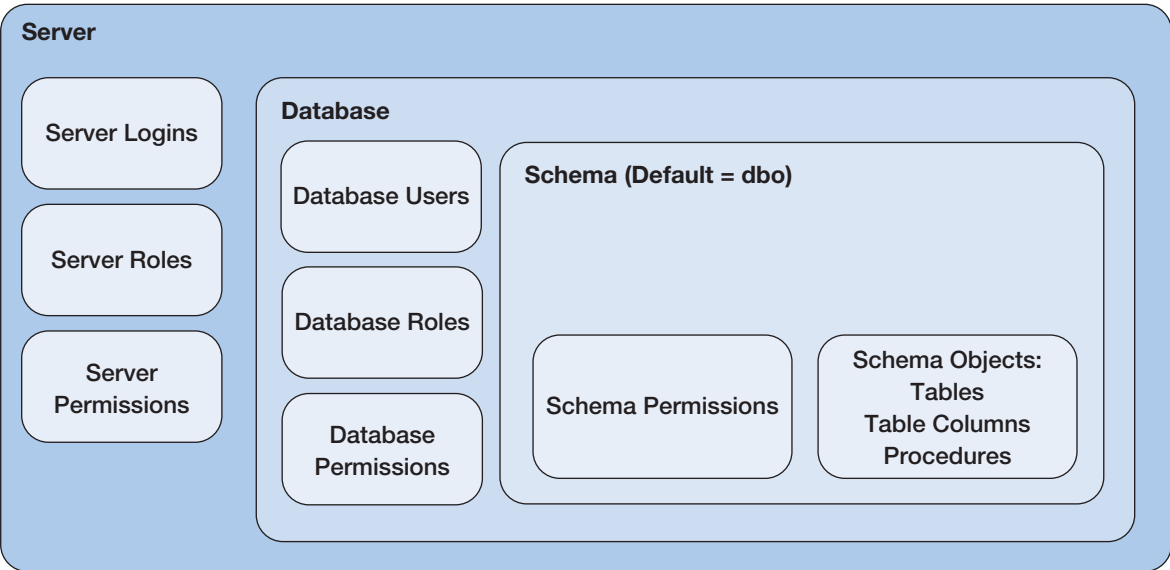 Server
Server Logins
Server Roles
Server
Permissions
Database
Database Users
Database Roles
Database
Permissions
Schema (Default = dbo)
Schema Permissions
Schema Objects:
Tables
Table Columns
Procedures